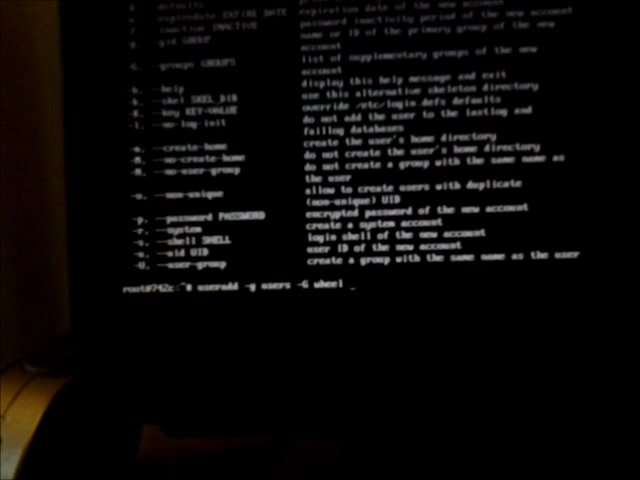 defaults
expiration date of the new account
-e, --expiredate EXPIRE_DATE password inactivity period of the new account
-f, --inactive INACTIVE name or ID of the primary group of the new
-g, --gid GROUP account
list of supplementary groups of the new
-G, --groups GROUPS account
display this help message and exit
-h, --help use this alternative skeleton directory
-k, --skel SKEL_DIR override /etc/login.defs defaults
-K, --key KEY=VALUE do not add the user to the lastlog and
-l, --no-log-init faillog databases
create the user's home directory
-m, --create-home do not create the user's home directory
-M, --no-create-home do not create a group with the same name as
-N, --no-user-group the user
allow to create users with duplicate
-o, --non-unique (non-unique) UID
encrypted password of the new account
-p, --password PASSWORD create a system account
-r, --system login shell of the new account
-s, --shell SHELL user ID of the new account
-u, --uid UID create a group with the same name as the user
-U, --user-group
root@742c:~# useradd -g users -G wheel _